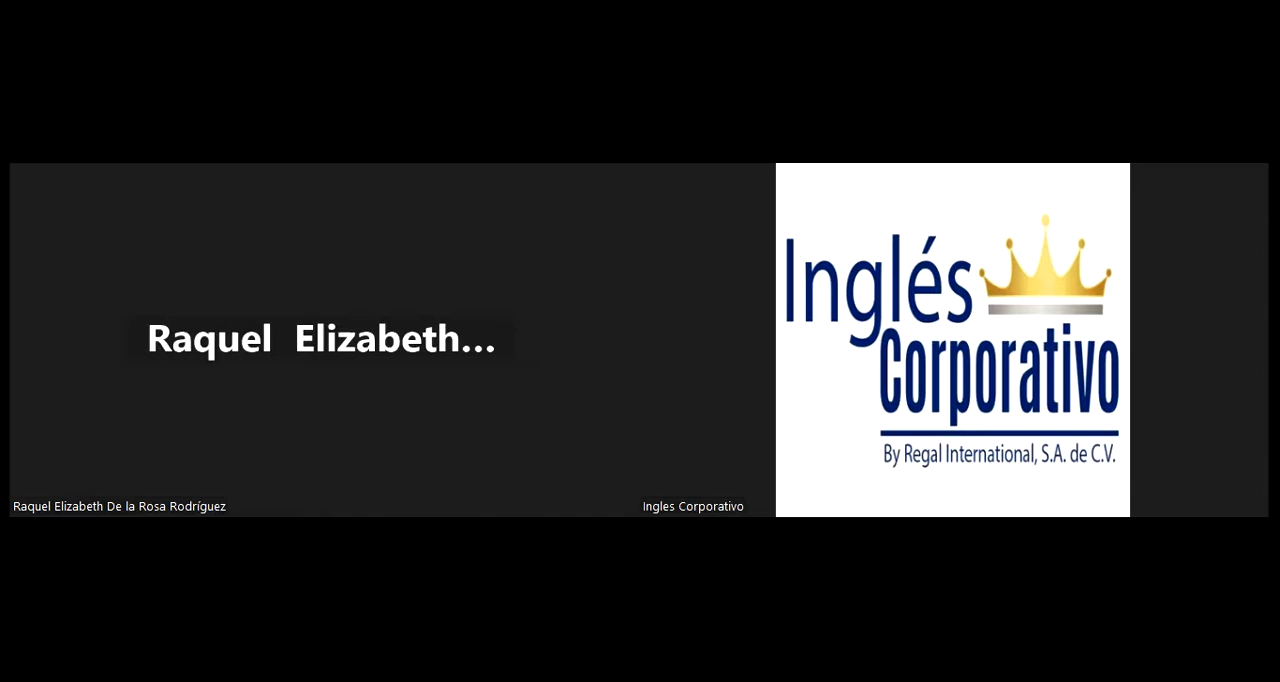 Raquel Elizabeth...
Raquel Elizabeth De la Rosa Rodríguez
Inglés
Corporativo
By Regal International, S.A. de C.V.
Ingles Corporativo